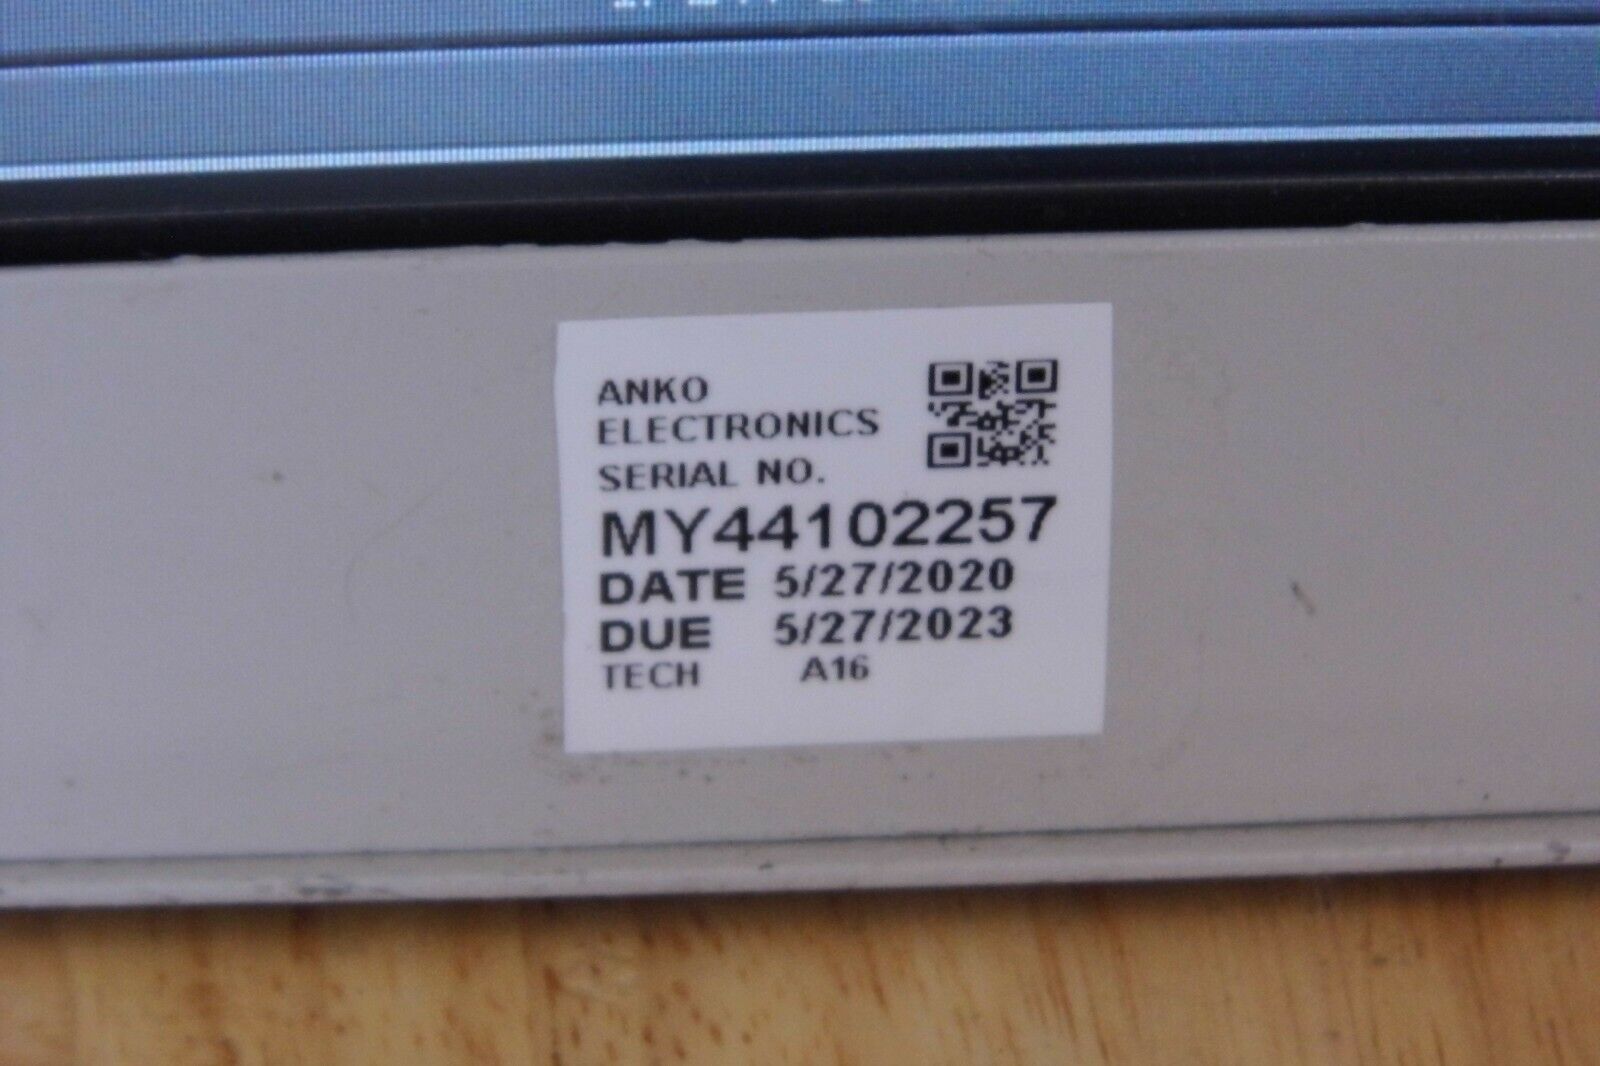 ANKO
ELECTRONICS
SERIAL NO.
MY44102257
DATE 5/27/2020
DUE 5/27/2023
TECH A16